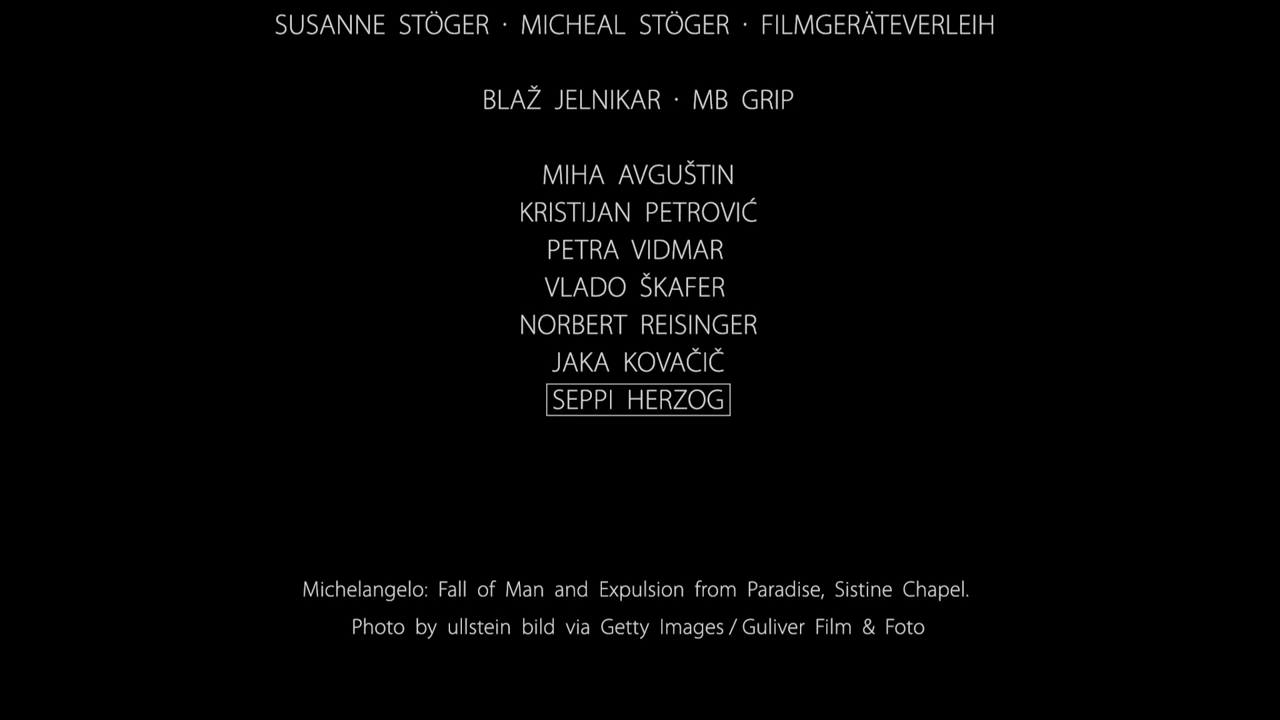 SUSANNE STÖGER · MICHEAL STÖGER · FILMGERÄTEVERLEIH
BLAŽ JELNIKAR · MB GRIP
MIHA AVGUŠTIN
KRISTIJAN PETROVIĆ
PETRA VIDMAR
VLADO ŠKAFER
NORBERT REISINGER
JAKA KOVAČIČ
SEPPI HERZOG
Michelangelo: Fall of Man and Expulsion from Paradise, Sistine Chapel.
Photo by ullstein bild via Getty Images / Guliver Film & Foto